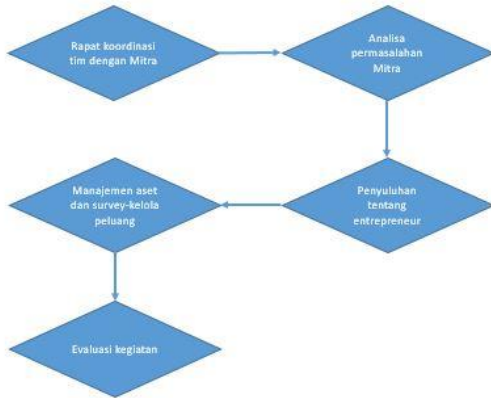 Rapat koordinasi
tim dengan Mitra
Analisa
permasalahan
Mitra
Penyuluhan
tentang
entrepreneur
Manajemen aset
dan survey-kelola
peluang
Evaluasi kegiatan